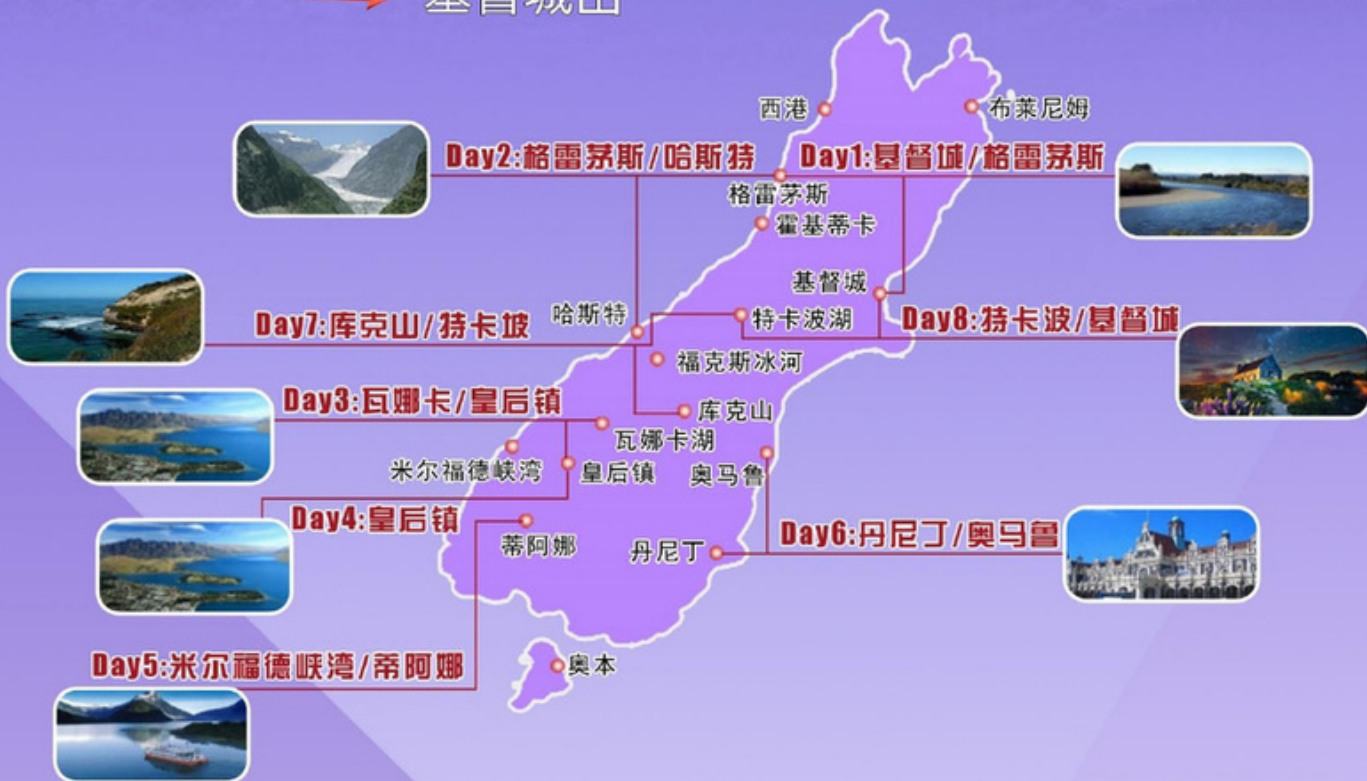 西港
布莱尼姆
Day2:格雷茅斯/哈斯特
Day1:基督城/格雷茅斯
格雷茅斯
霍基蒂卡
基督城
哈斯特
特卡波湖
Day7:库克山/特卡坡
Day8:特卡波/基督城
福克斯冰河
Day3:瓦娜卡/皇后镇
库克山
瓦娜卡湖
米尔福德峡湾
皇后镇
奥马鲁
Day4:皇后镇
蒂阿娜
丹尼丁
Day6:丹尼丁/奥马鲁
Day5:米尔福德峡湾/蒂阿娜
奥本